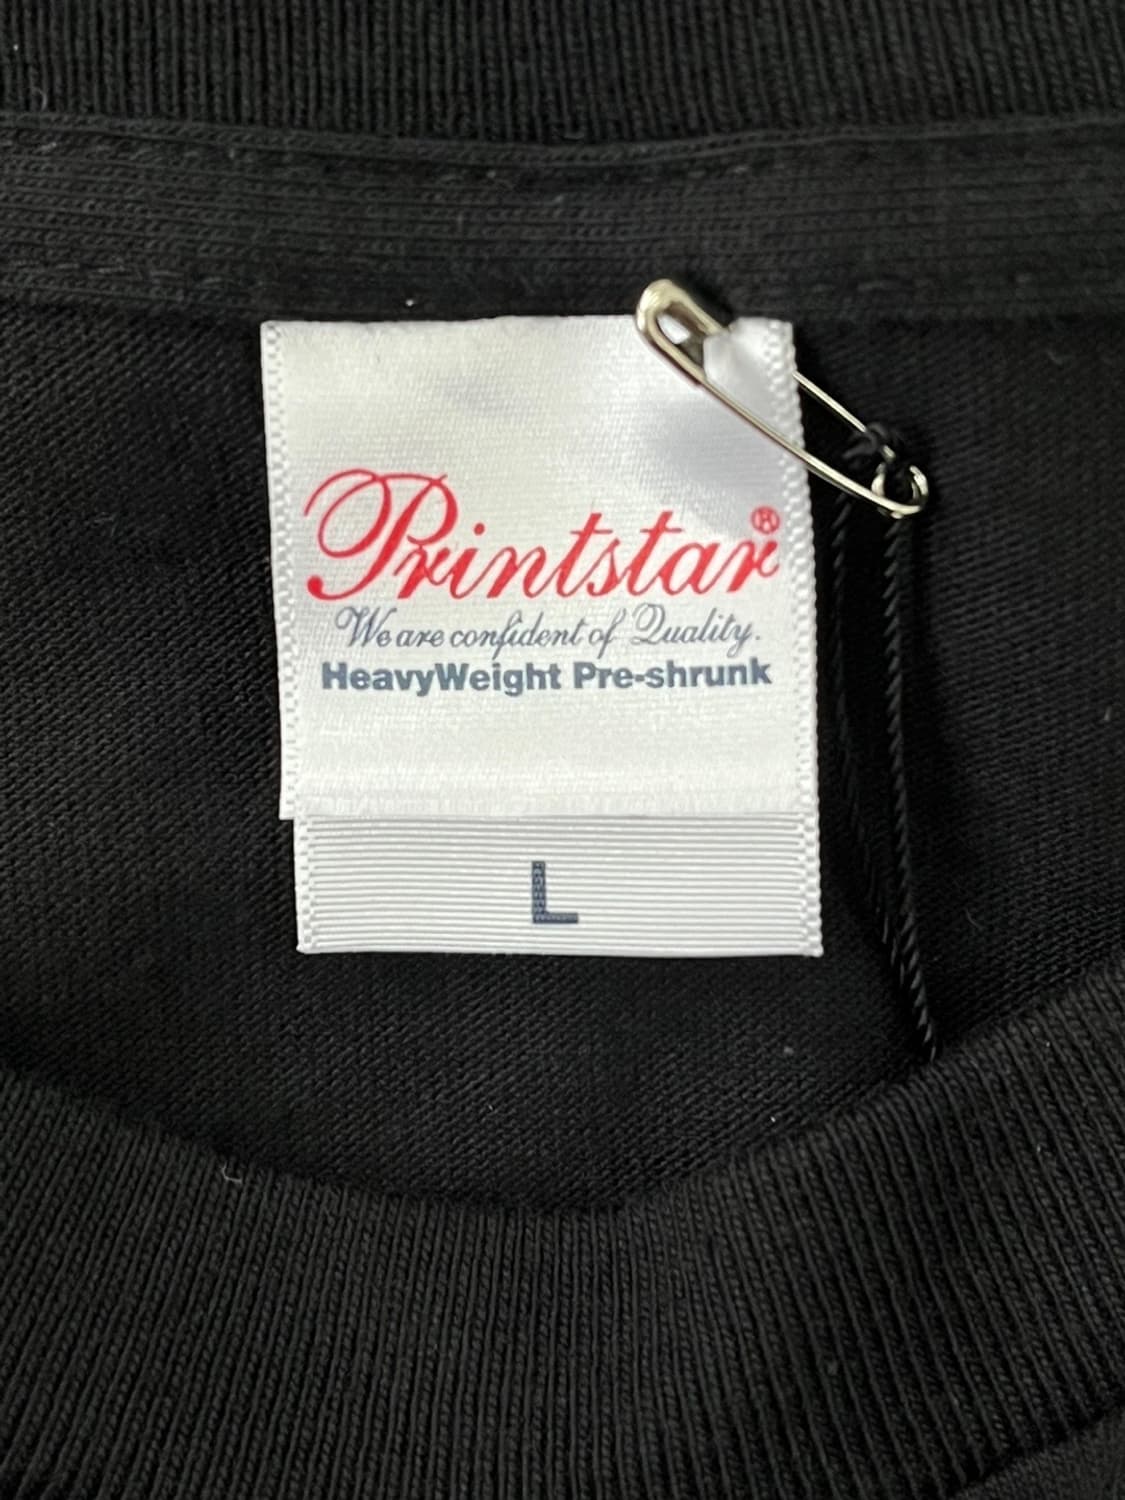 Printstar®
We are confident of Quality.
HeavyWeight Pre-shrunk
L